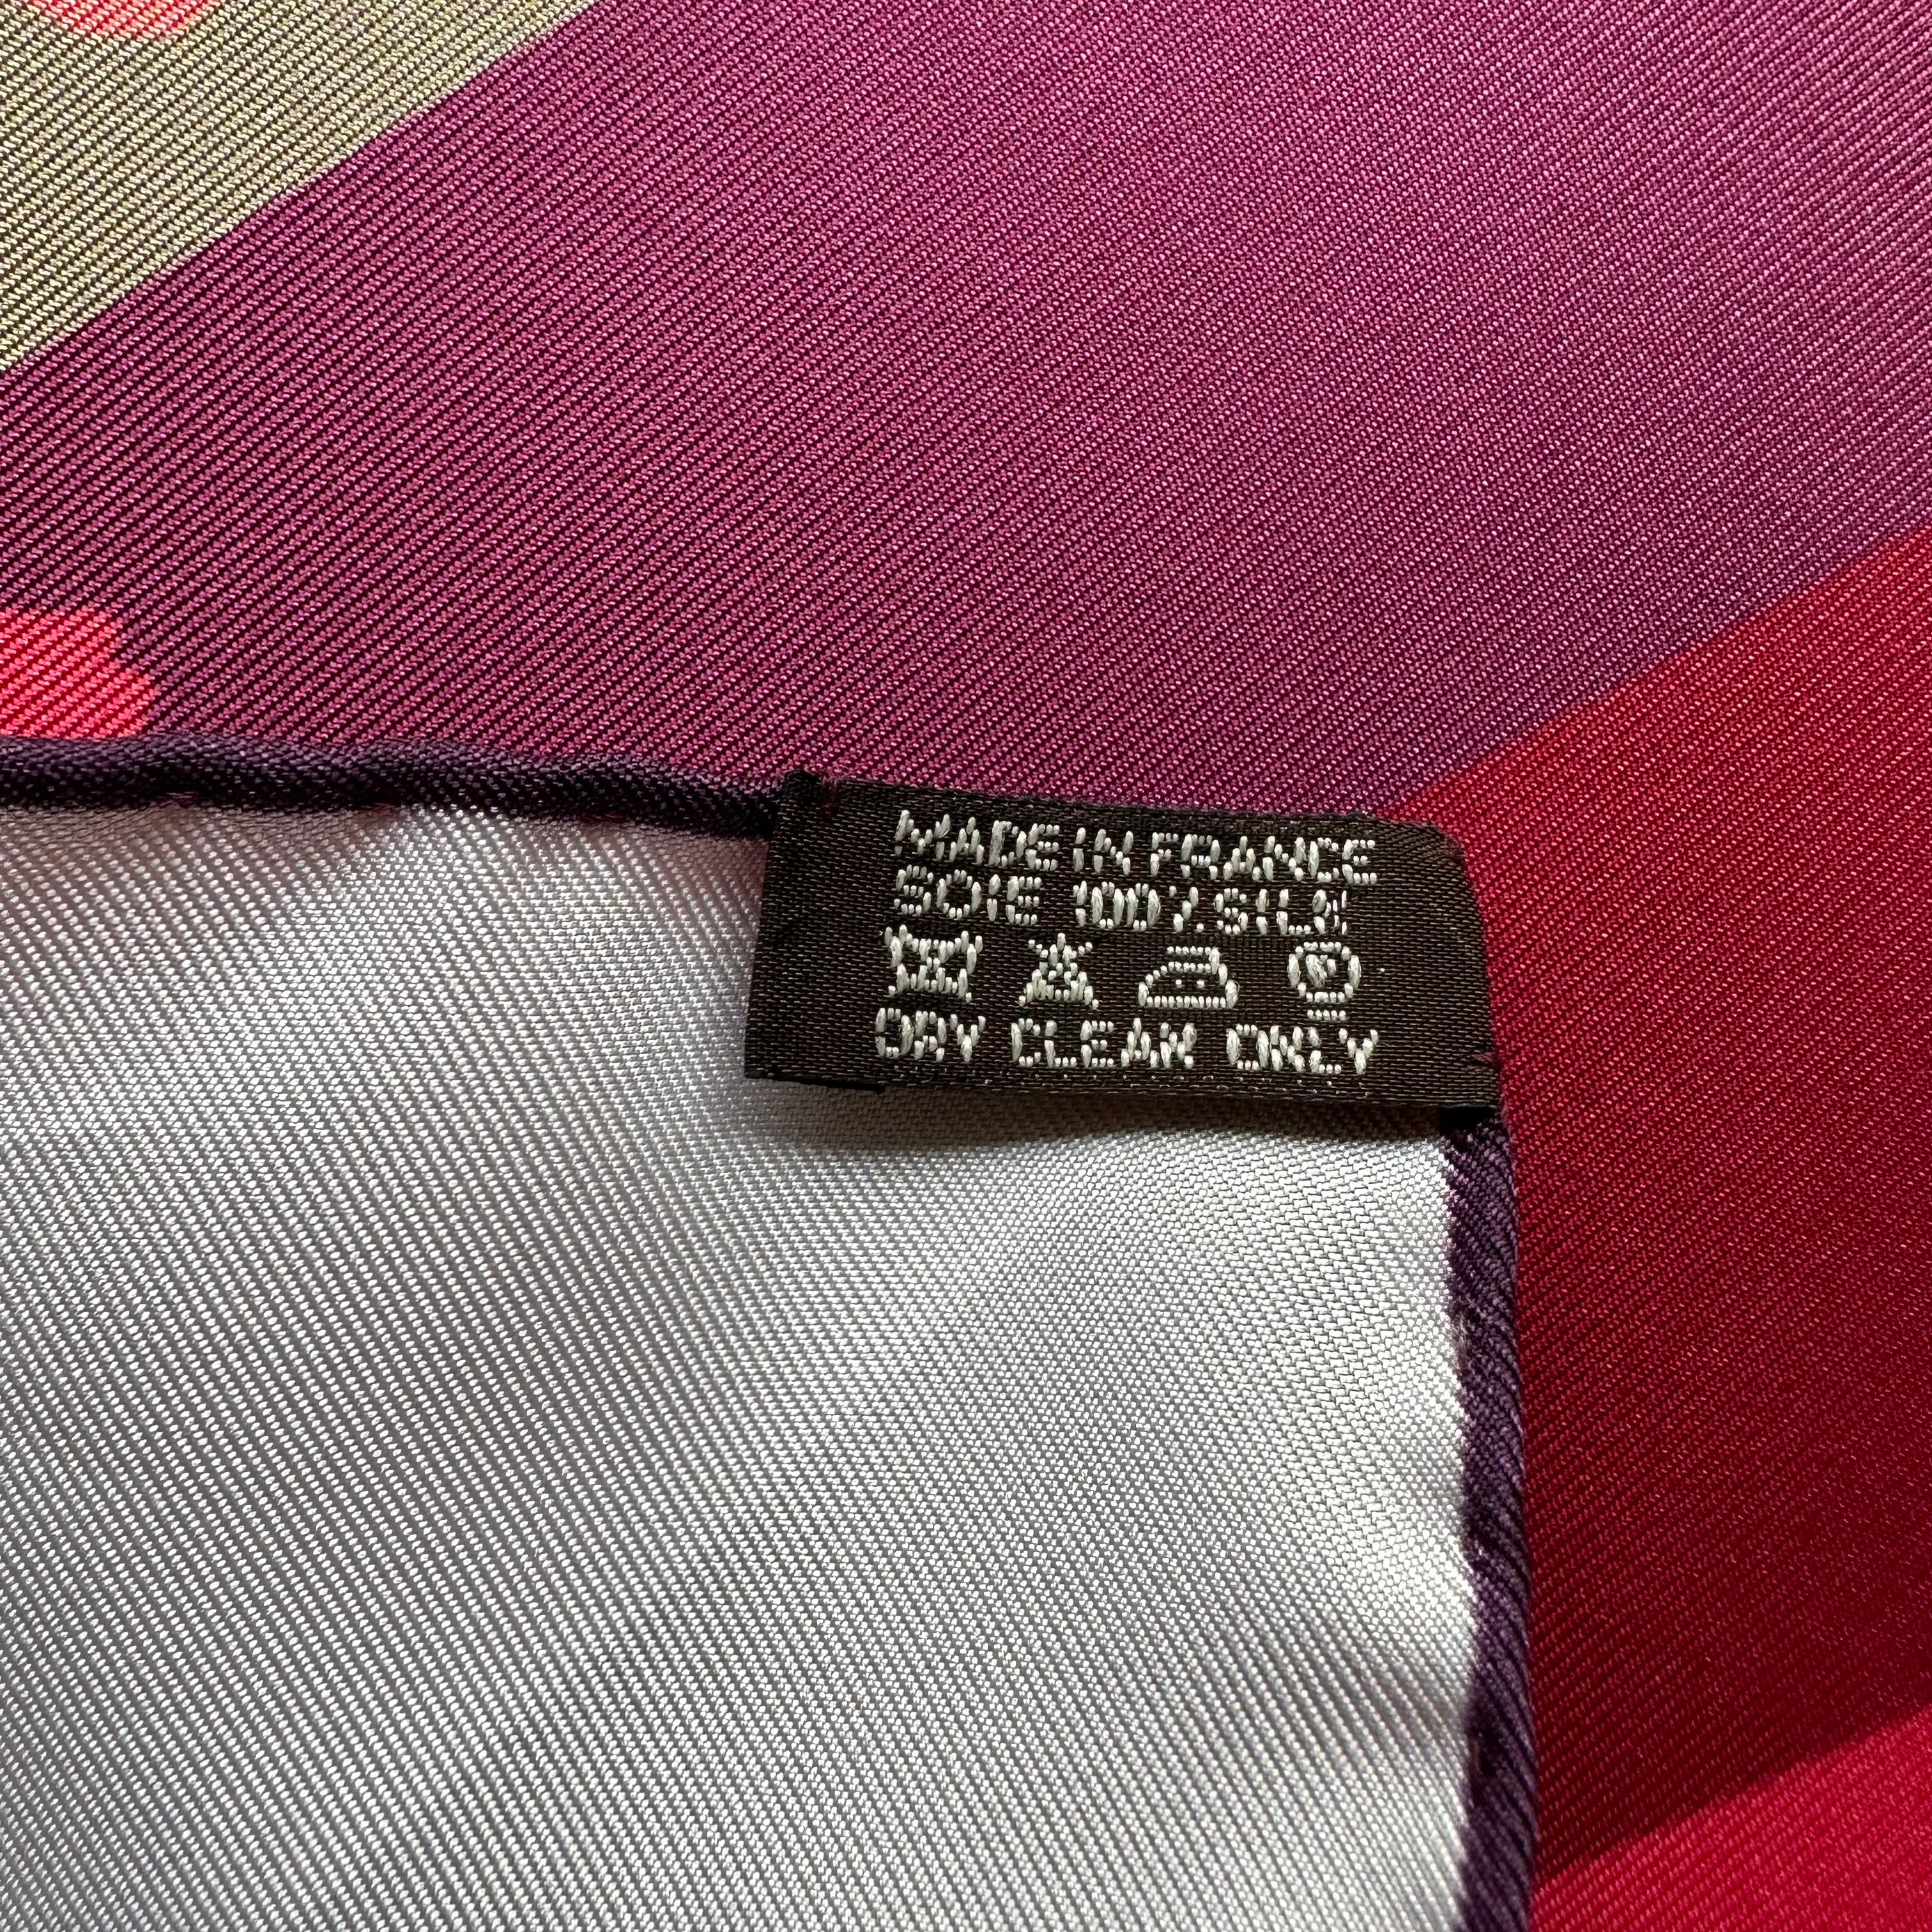 MADE IN FRANCE
SOIE 100% SILK
P
DRY CLEAN ONLY